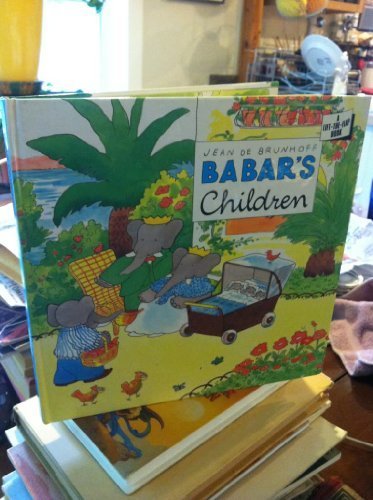 JEAN DE BRUNHOFF
BABAR'S
Children
A
LIFT-THE-FLAP
BOOK